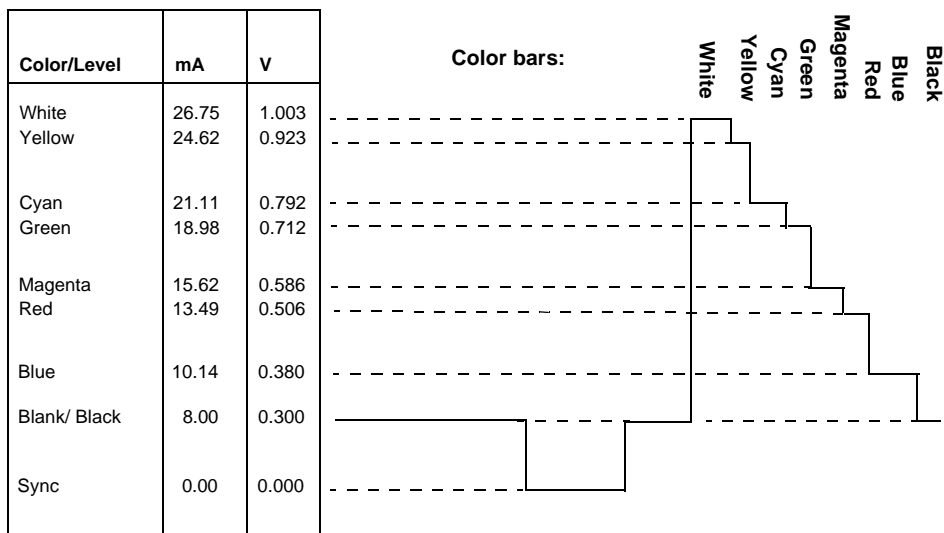 Color/Level mA V
White 26.75 1.003
Yellow 24.62 0.923
Cyan 21.11 0.792
Green 18.98 0.712
Magenta 15.62 0.586
Red 13.49 0.506
Blue 10.14 0.380
Blank/ Black 8.00 0.300
Sync 0.00 0.000
Color bars:
White
Yellow
Cyan
Green
Magenta
Red
Blue
Black